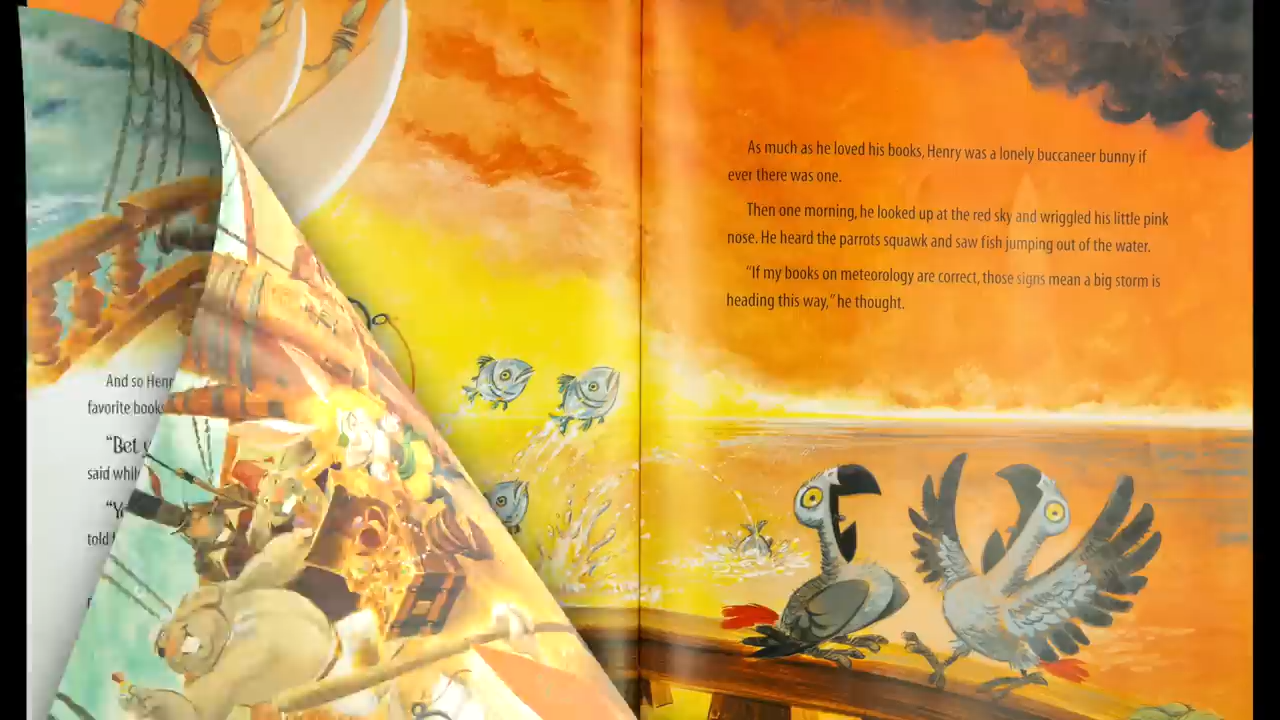 And so Henr
favorite books
"Bet y
said whil
"Y
told
As much as he loved his books, Henry was a lonely buccaneer bunny if
ever there was one.
Then one morning, he looked up at the red sky and wriggled his little pink
nose. He heard the parrots squawk and saw fish jumping out of the water.
"If my books on meteorology are correct, those signs mean a big storm is
heading this way," he thought.